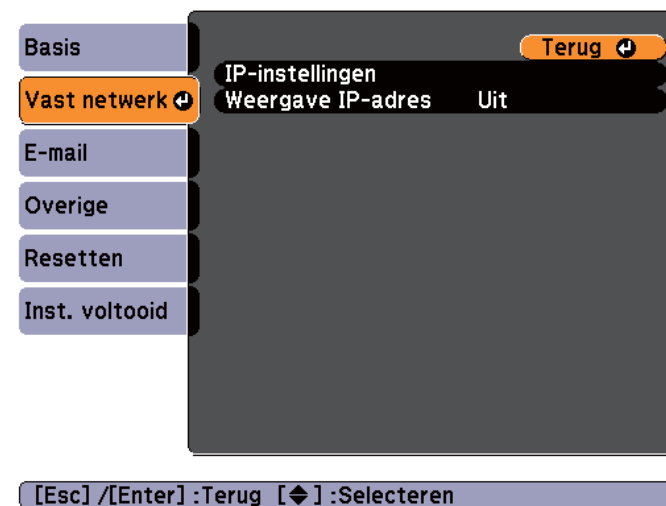 Basis
Vast netwerk
E-mail
Overige
Resetten
Inst. voltooid
Terug
IP-instellingen
Weergave IP-adres Uit
[Esc] /[Enter] :Terug [◆] :Selecteren